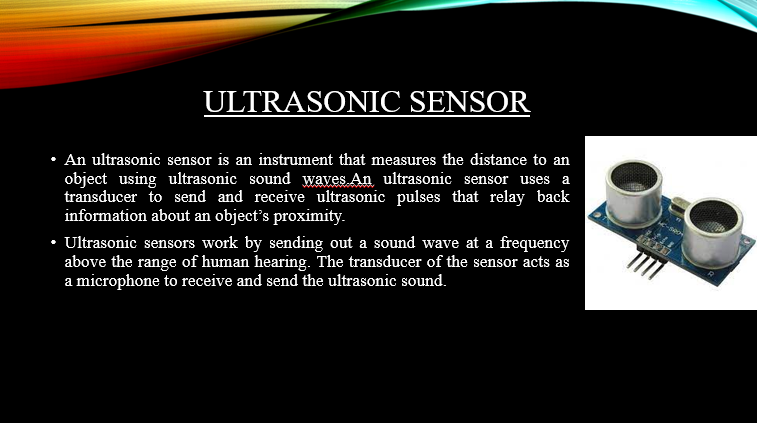 ULTRASONIC SENSOR
• An ultrasonic sensor is an instrument that measures the distance to an
object using ultrasonic sound waves.An ultrasonic sensor uses a
transducer to send and receive ultrasonic pulses that relay back
information about an object’s proximity.
• Ultrasonic sensors work by sending out a sound wave at a frequency
above the range of human hearing. The transducer of the sensor acts as
a microphone to receive and send the ultrasonic sound.